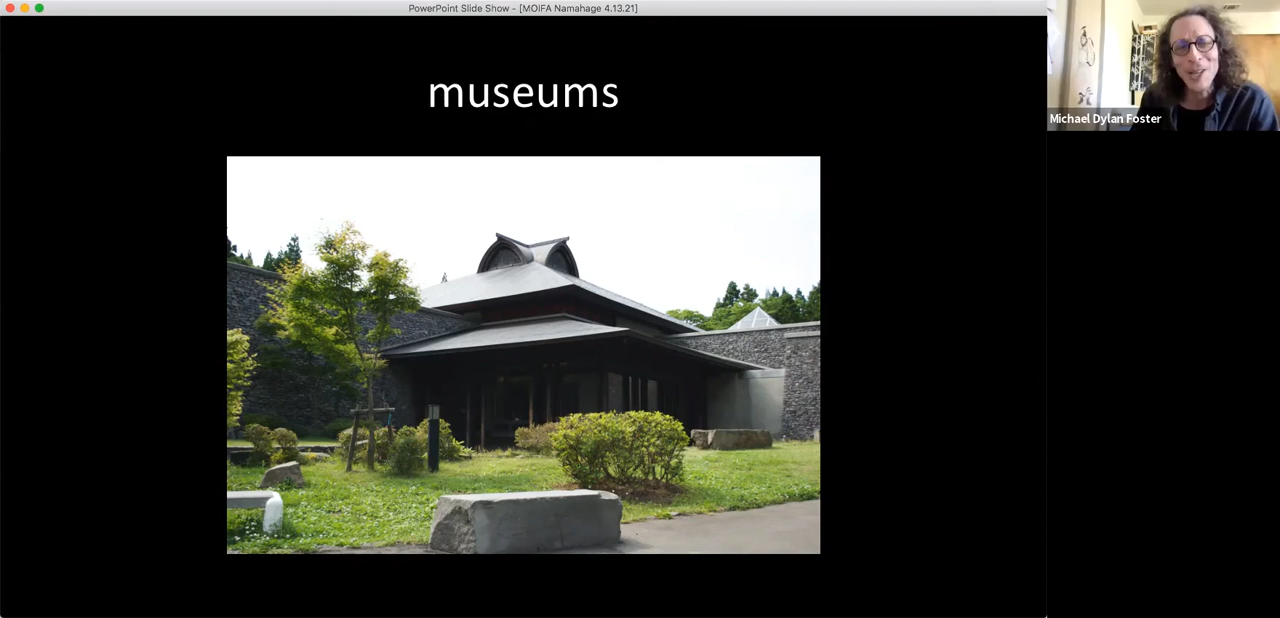 PowerPoint Slide Show - [MOIFA Namahage 4.13.21]
museums
Michael Dylan Foster